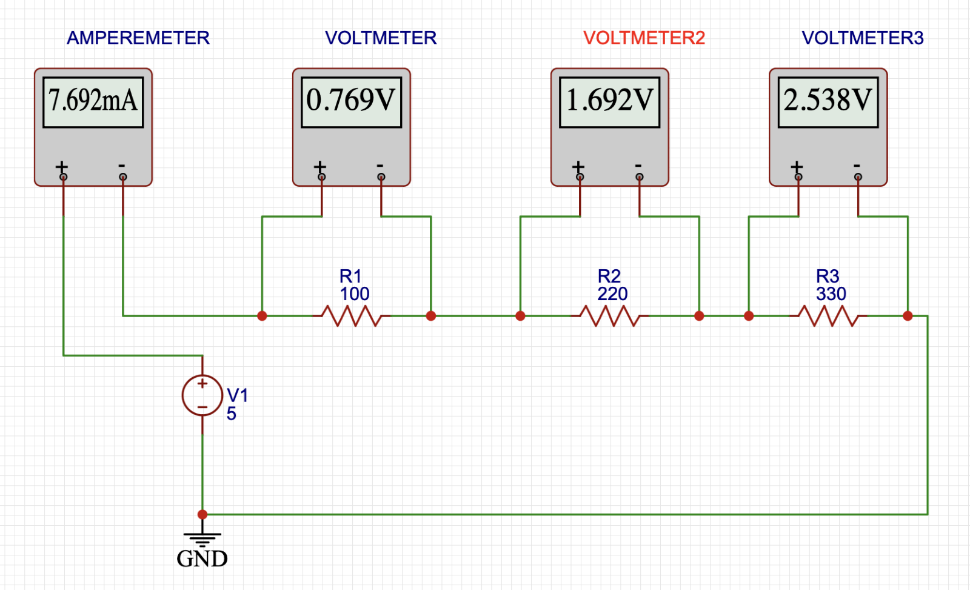 AMPEREMETER
VOLTMETER
VOLTMETER2
VOLTMETER3
7.692mA
0.769V
1.692V
2.538V
+ -
+ -
+ -
+ -
R1
100
R2
220
R3
330
+
V1
-
5
GND